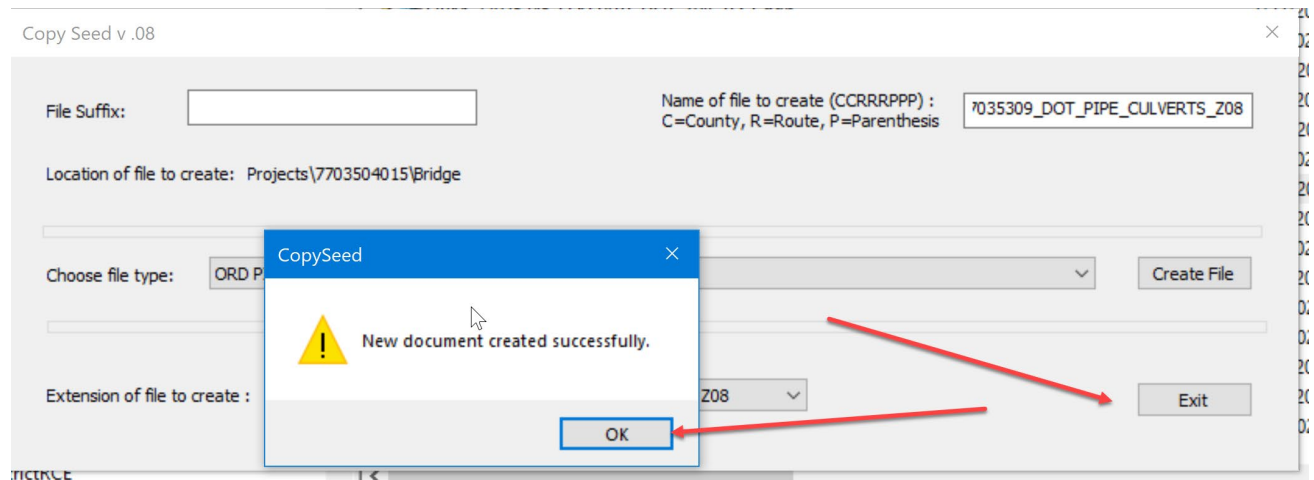 Copy Seed v .08
File Suffix:
Name of file to create (CCRRRPPP) :
C=County, R=Route, P=Parenthesis
7035309_DOT_PIPE_CULVERTS_Z08
Location of file to create: Projects\7703504015\Bridge
CopySeed
Choose file type:
ORD P
Create File
New document created successfully.
Extension of file to create :
Z08
Exit
OK